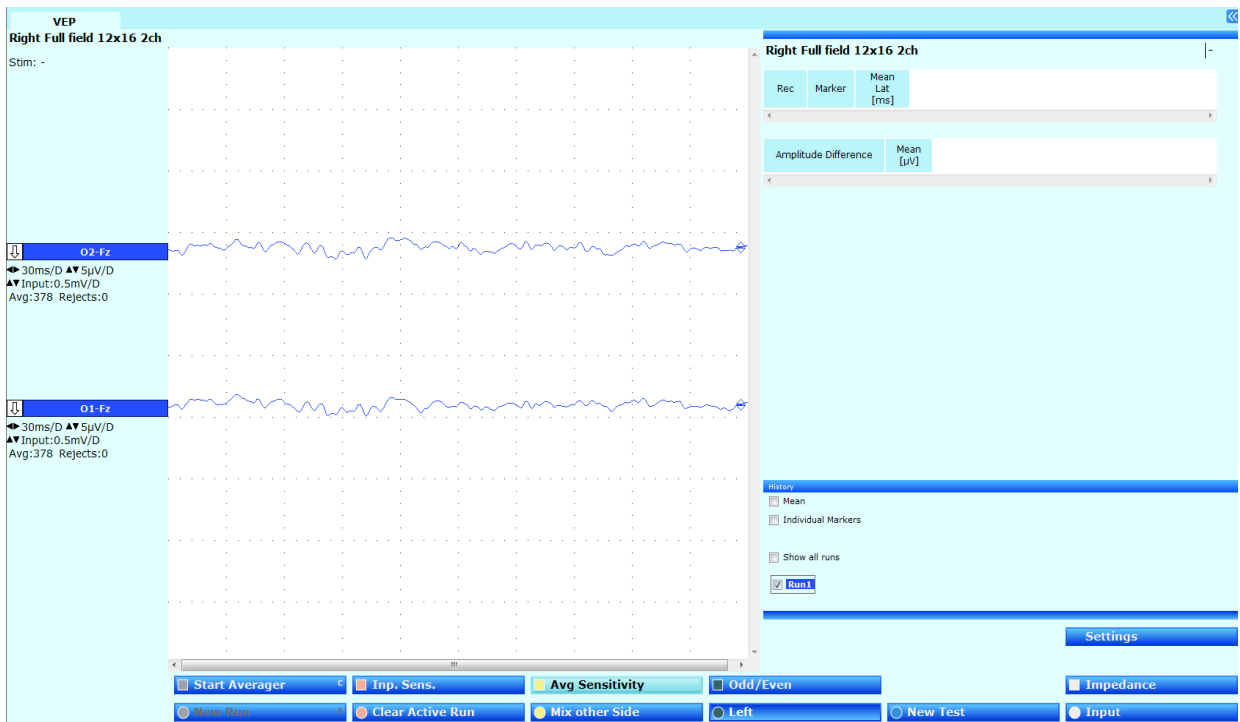 VEP
Right Full field 12x16 2ch
Stim: -
O2-Fz
30ms/D 5µV/D
Input:0.5mV/D
Avg:378 Rejects:0
O1-Fz
30ms/D 5µV/D
Input:0.5mV/D
Avg:378 Rejects:0
Right Full field 12x16 2ch
-
Rec Marker Mean Lat [ms]
Amplitude Difference Mean [µV]
History
Mean
Individual Markers
Show all runs
Run1
Settings
Start Averager C Inp. Sens. Avg Sensitivity Odd/Even Impedance
New Run Clear Active Run Mix other Side Left New Test Input